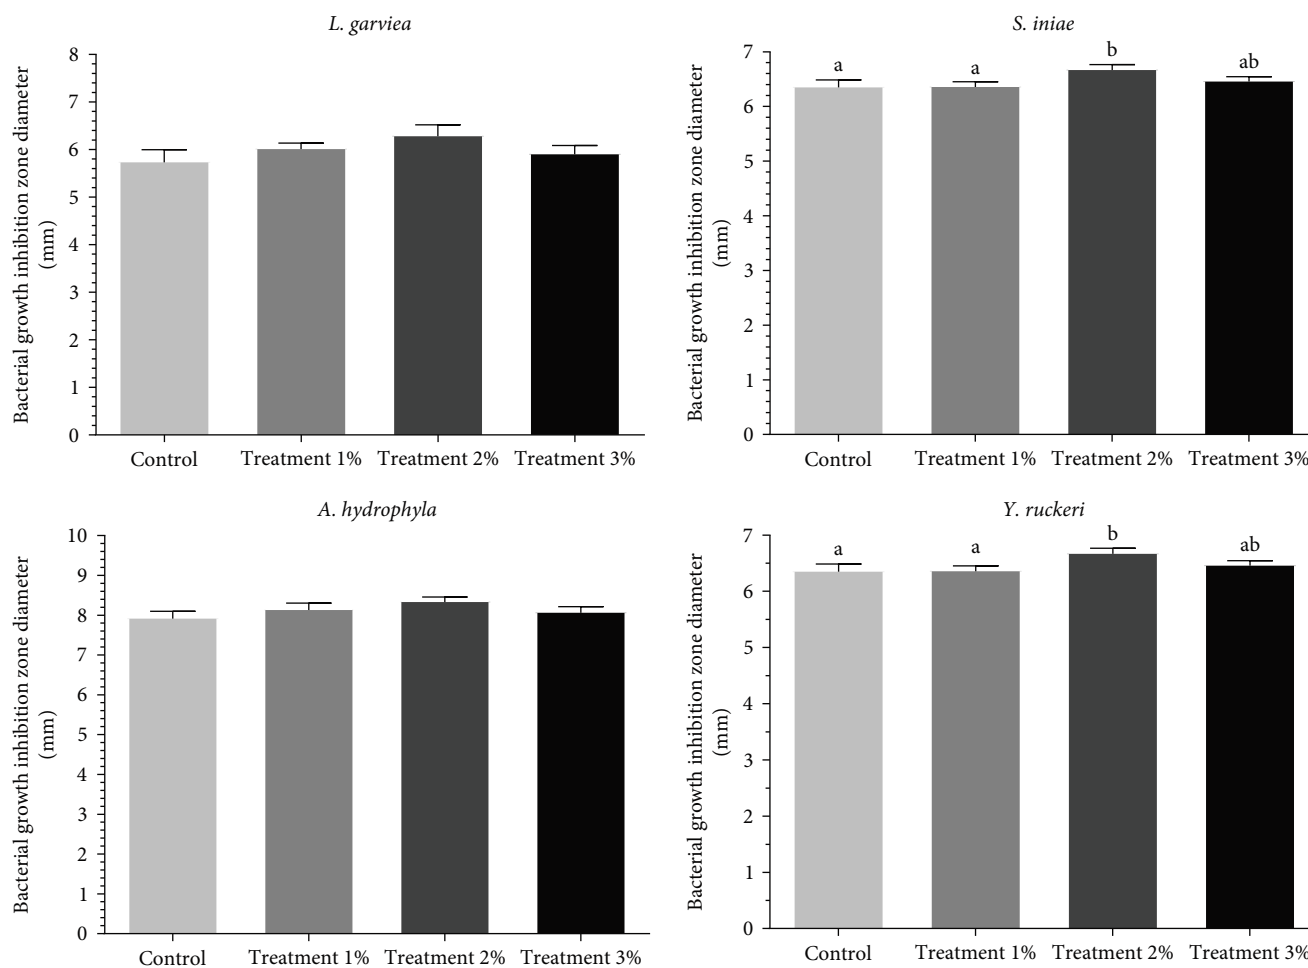 L. garviea
Bacterial growth inhibition zone diameter
(mm)
8
7
6
5
4
3
2
1
0
Control
Treatment 1%
Treatment 2%
Treatment 3%
S. iniae
Bacterial growth inhibition zone diameter
(mm)
7
6
5
4
3
2
1
0
a
a
b
ab
Control
Treatment 1%
Treatment 2%
Treatment 3%
A. hydrophyla
Bacterial growth inhibition zone diameter
(mm)
10
9
8
7
6
5
4
3
2
1
0
Control
Treatment 1%
Treatment 2%
Treatment 3%
Y. ruckeri
Bacterial growth inhibition zone diameter
(mm)
7
6
5
4
3
2
1
0
a
a
b
ab
Control
Treatment 1%
Treatment 2%
Treatment 3%